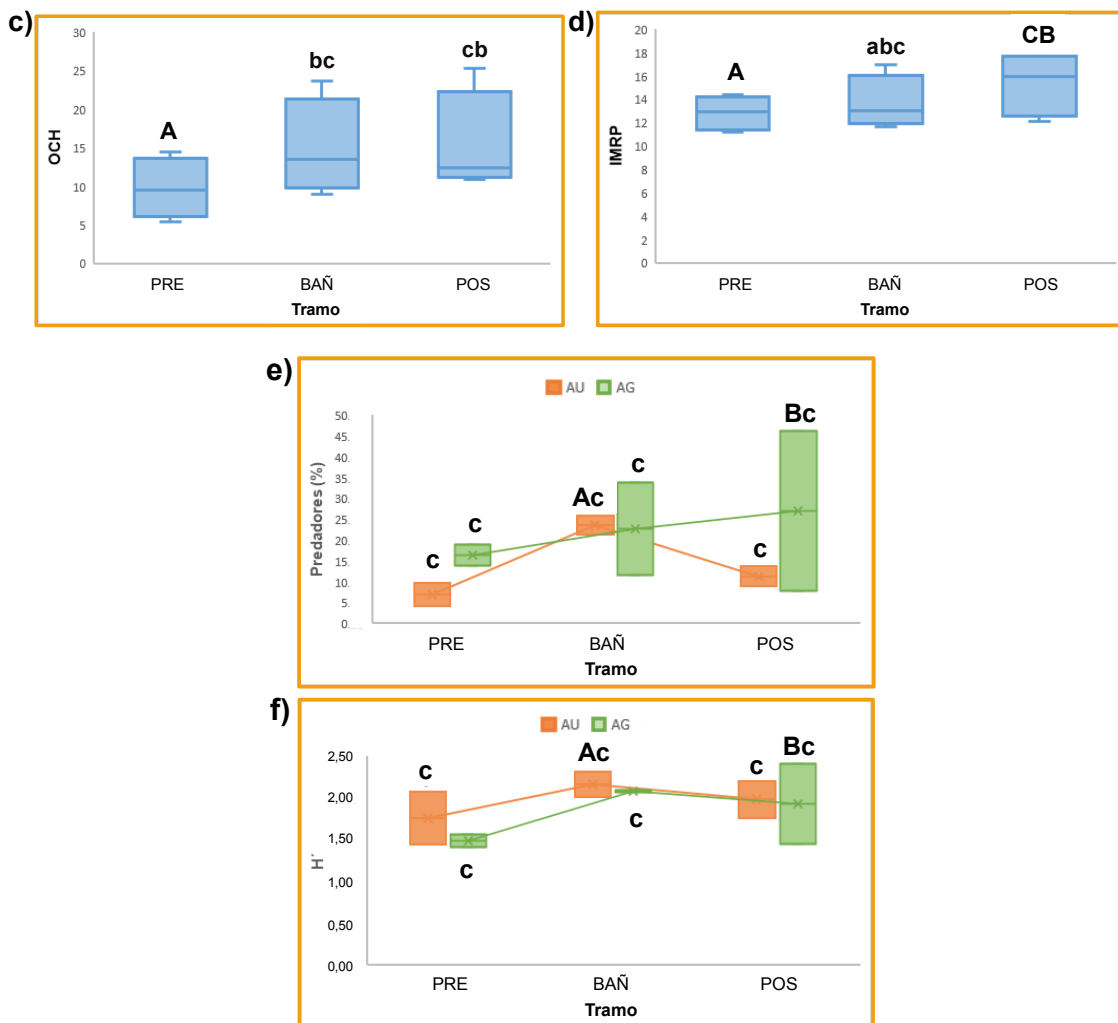 c)
30
25
20
15
10
5
0
OCH
A
bc
cb
PRE BAÑ POS
Tramo
d)
20
18
16
14
12
10
8
6
4
2
0
IMRP
A
abc
CB
PRE BAÑ POS
Tramo
e)
AU AG
50.
45.
40.
35.
30.
25.
20.
15.
10.
5.
0.
Predadores (%)
c
c
Ac
c
c
Bc
PRE BAÑ POS
Tramo
f)
AU AG
2,50
2,00
1,50
1,00
0,50
0,00
H´
c
c
Ac
c
c
Bc
PRE BAÑ POS
Tramo